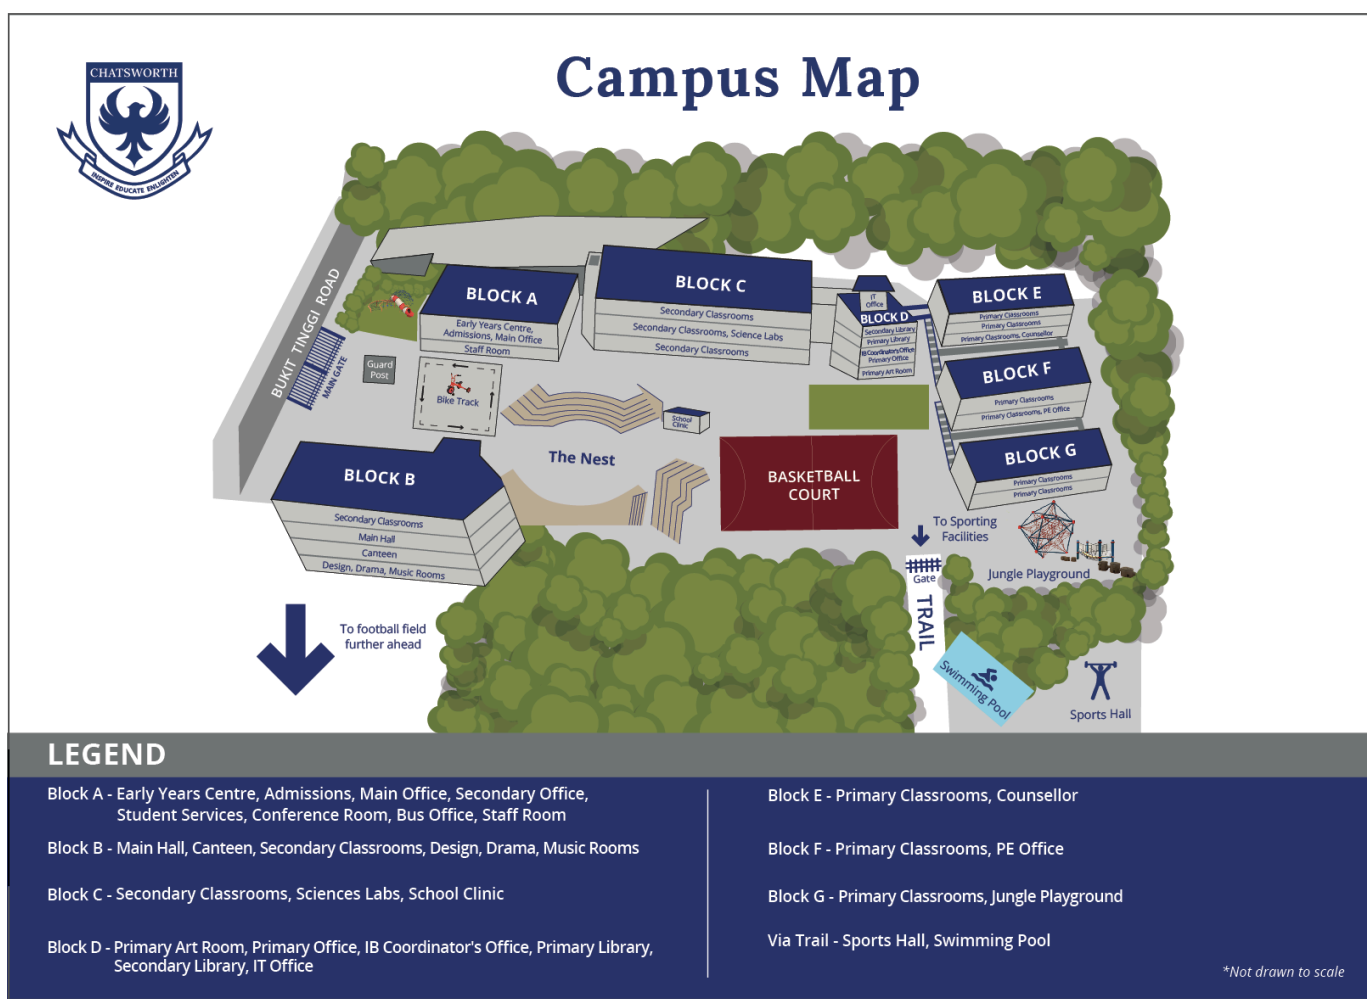 CHATSWORTH
INSPIRE EDUCATE ENLIGHTEN
Campus Map
BUKIT TINGGI ROAD
MAIN GATE
Guard
Post
BLOCK A
Early Years Centre,
Admissions, Main Office
Staff Room
Bike Track
BLOCK C
Secondary Classrooms
Secondary Classrooms, Science Labs
Secondary Classrooms
IT
Office
BLOCK D
Secondary Library
Primary Library
IB Coordinator's Office
Primary Office
Primary Art Room
BLOCK E
Primary Classrooms
Primary Classrooms
Primary Classrooms, Counsellor
BLOCK F
Primary Classrooms
Primary Classrooms, PE Office
BLOCK G
Primary Classrooms
Primary Classrooms
School
Clinic
The Nest
BASKETBALL
COURT
BLOCK B
Secondary Classrooms
Main Hall
Canteen
Design, Drama, Music Rooms
To Sporting
Facilities
Jungle Playground
Gate
TRAIL
To football field
further ahead
Swimming Pool
Sports Hall
LEGEND
Block A - Early Years Centre, Admissions, Main Office, Secondary Office,
Student Services, Conference Room, Bus Office, Staff Room
Block B - Main Hall, Canteen, Secondary Classrooms, Design, Drama, Music Rooms
Block C - Secondary Classrooms, Sciences Labs, School Clinic
Block D - Primary Art Room, Primary Office, IB Coordinator's Office, Primary Library,
Secondary Library, IT Office
Block E - Primary Classrooms, Counsellor
Block F - Primary Classrooms, PE Office
Block G - Primary Classrooms, Jungle Playground
Via Trail - Sports Hall, Swimming Pool
*Not drawn to scale